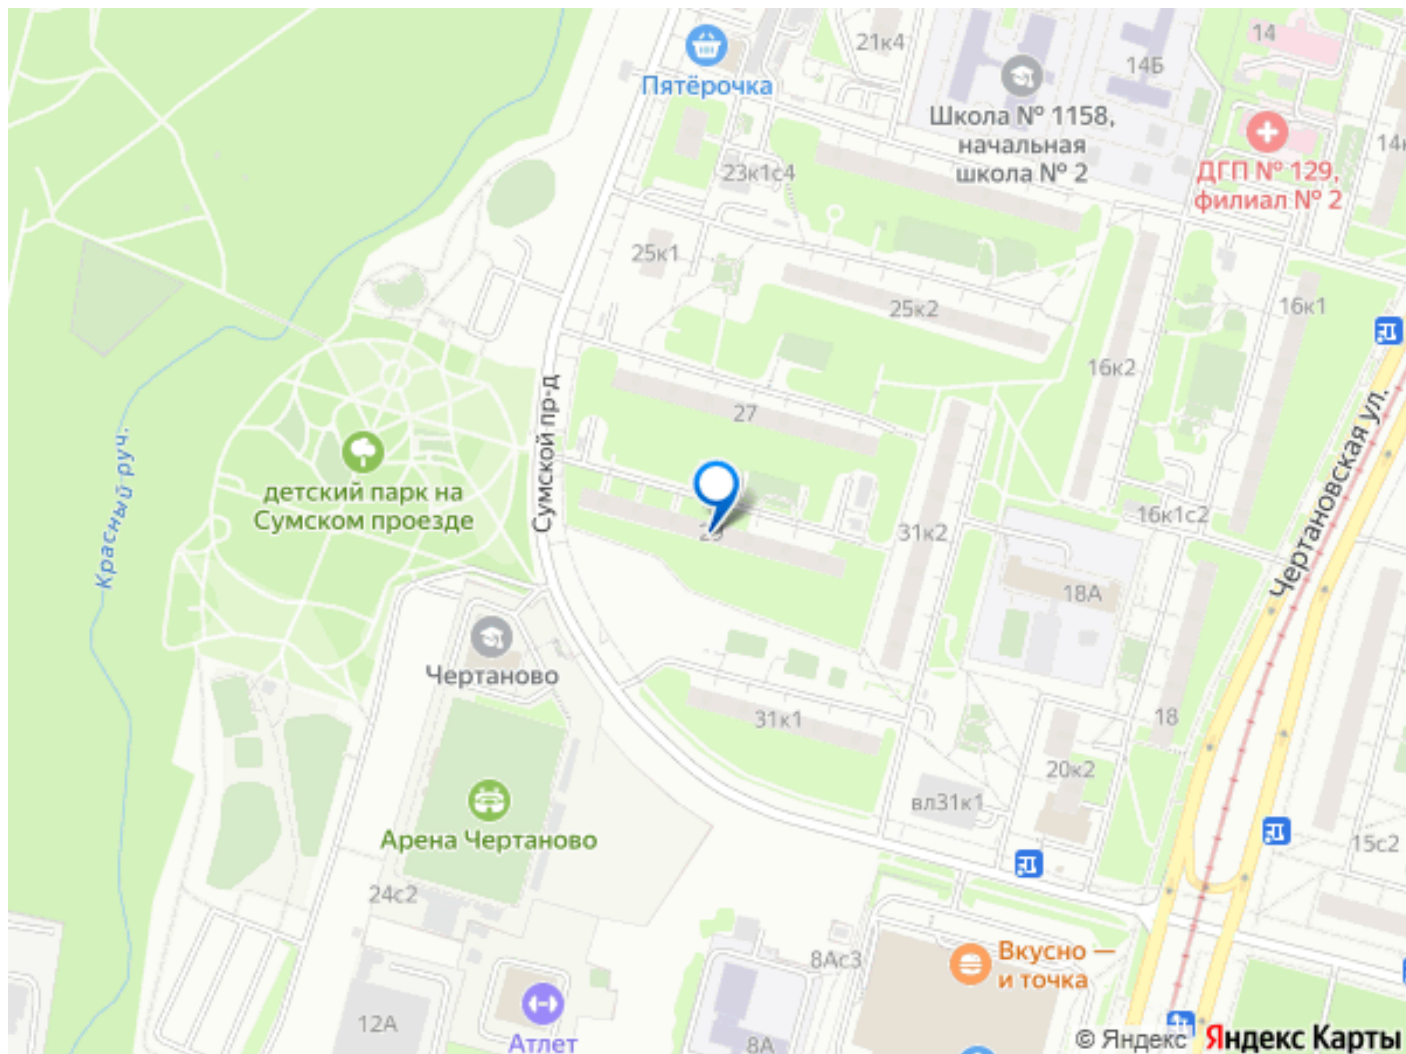 21к4
14
14Б
Пятёрочка
Школа № 1158,
начальная
школа № 2
14к
ДГП № 129,
филиал № 2
23к1с4
25к1
25к2
16к1
16к2
27
Сумской пр-д
Чертановская ул.
Красный руч.
детский парк на
Сумском проезде
29
31к2
16к1с2
18А
Чертаново
31к1
18
20к2
вл31к1
Арена Чертаново
15с2
24с2
8Ас3
Вкусно —
и точка
12А
Атлет
8А
© Яндекс Яндекс Карты